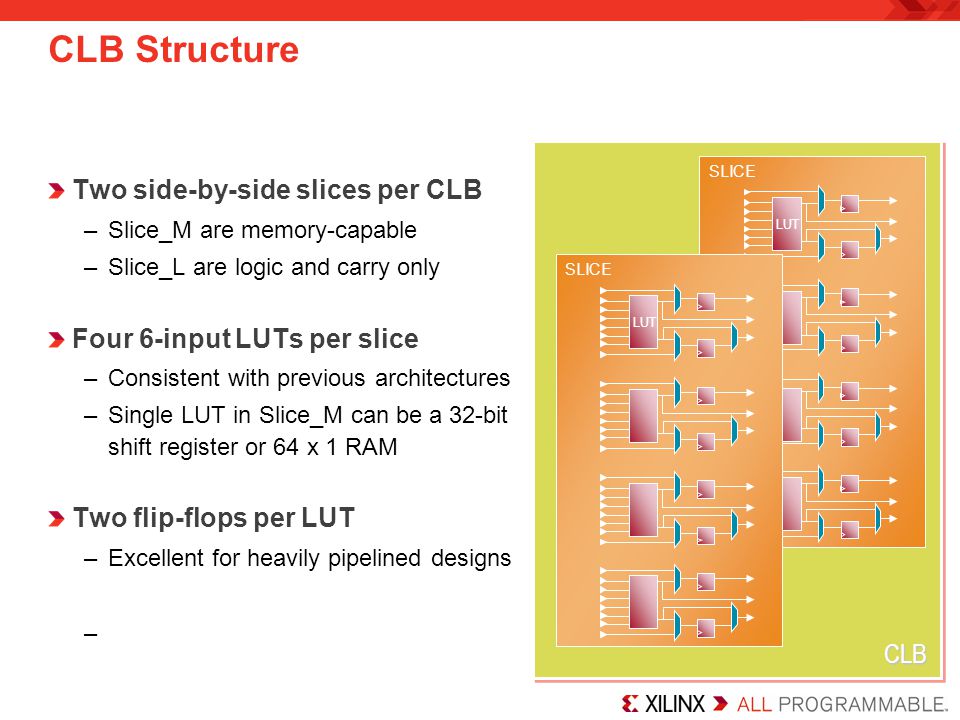 CLB Structure
Two side-by-side slices per CLB
– Slice_M are memory-capable
– Slice_L are logic and carry only
Four 6-input LUTs per slice
– Consistent with previous architectures
– Single LUT in Slice_M can be a 32-bit
shift register or 64 x 1 RAM
Two flip-flops per LUT
– Excellent for heavily pipelined designs
–
SLICE
LUT
SLICE
LUT
CLB
XILINX ALL PROGRAMMABLE.